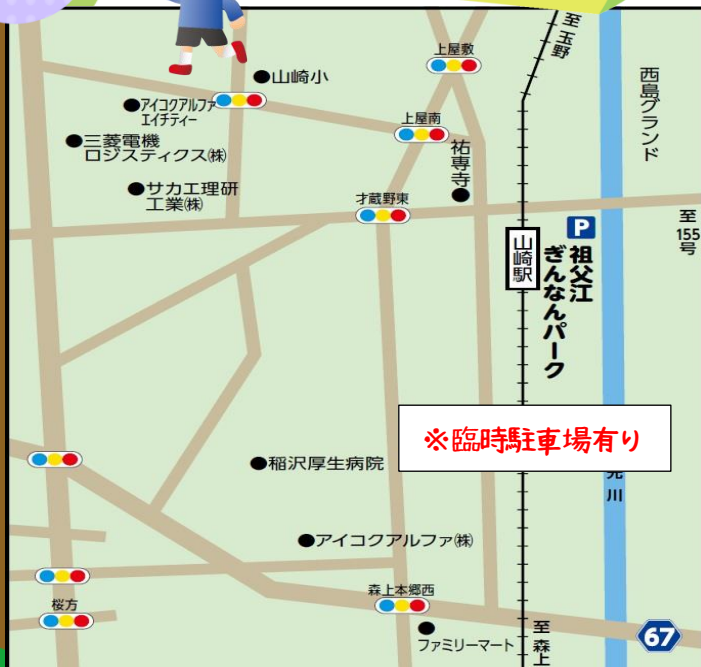 至玉野
上屋敷
西島グランド
山崎小
アイコクアルファ
エイチティー
上屋南
三菱電機
ロジスティクス㈱
祐専寺
サカエ理研
工業㈱
才蔵野東
至155号
P
山崎駅
祖父江
ぎんなんパーク
※臨時駐車場有り
稲沢厚生病院
川
アイコクアルファ㈱
桜方
森上本郷西
ファミリーマート
至森上
67